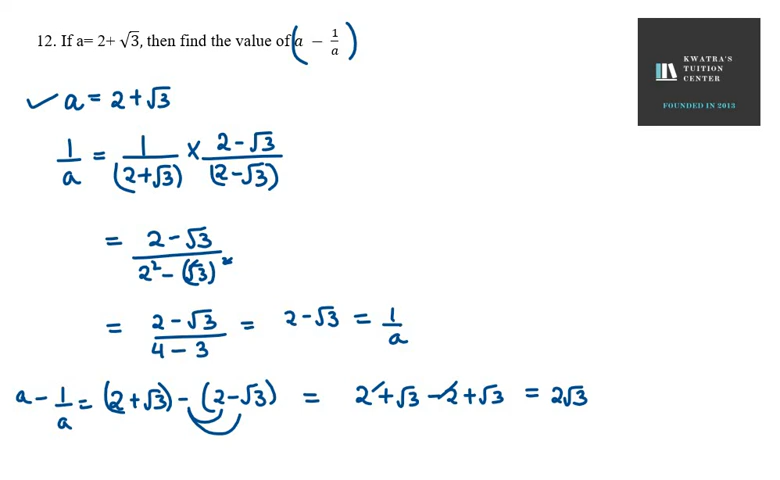 12. If a= 2+ √3, then find the value of (a − 1/a)
KWATRA'S
TUITION
CENTER
FOUNDED IN 2013
✓ a = 2+√3
1/a = 1/(2+√3) × 2−√3/(2−√3)
= 2−√3/2² − (√3)²
= 2−√3/4−3 = 2−√3 = 1/a
a − 1/a = (2+√3) − (2−√3) = 2+√3 −2+√3 = 2√3